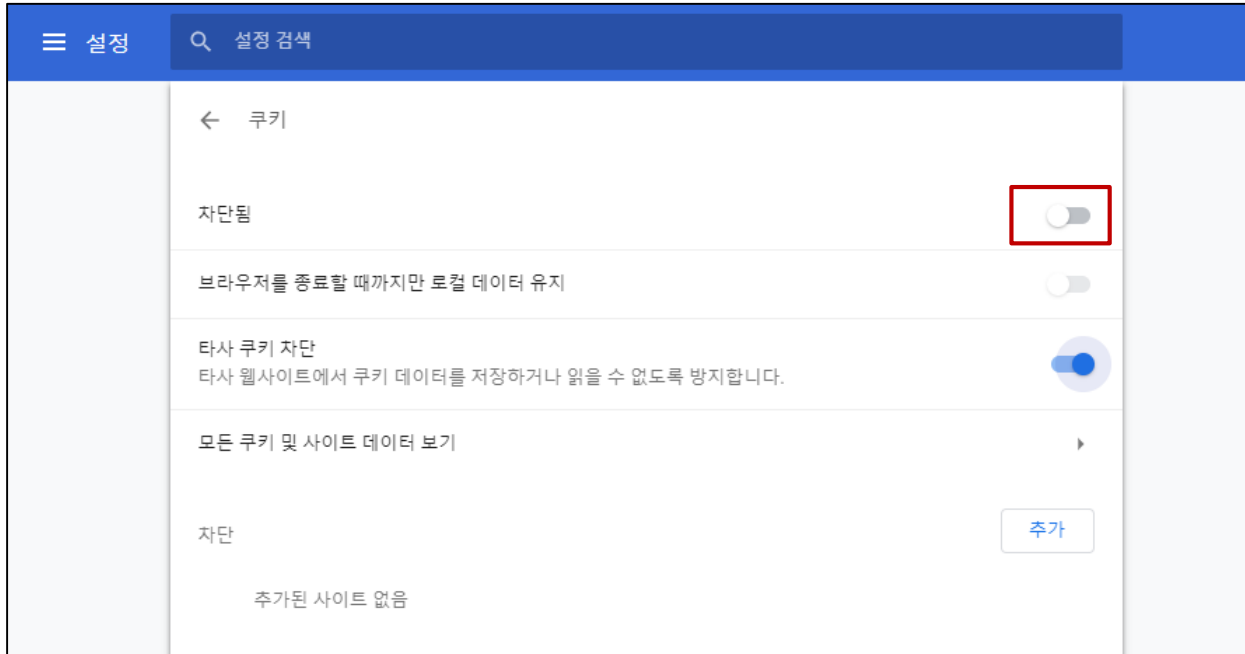 설정
설정 검색
쿠키
차단됨
브라우저를 종료할 때까지만 로컬 데이터 유지
타사 쿠키 차단
타사 웹사이트에서 쿠키 데이터를 저장하거나 읽을 수 없도록 방지합니다.
모든 쿠키 및 사이트 데이터 보기
차단
추가
추가된 사이트 없음